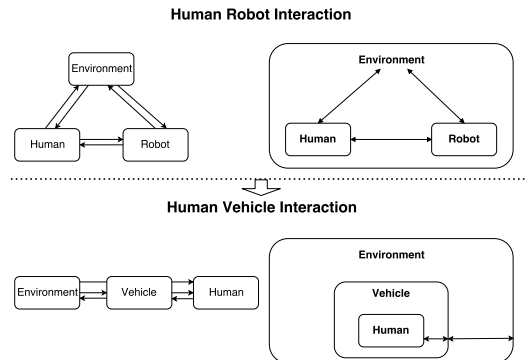 Human Robot Interaction
Environment
Human
Robot
Environment
Human
Robot
Human Vehicle Interaction
Environment
Vehicle
Human
Environment
Vehicle
Human